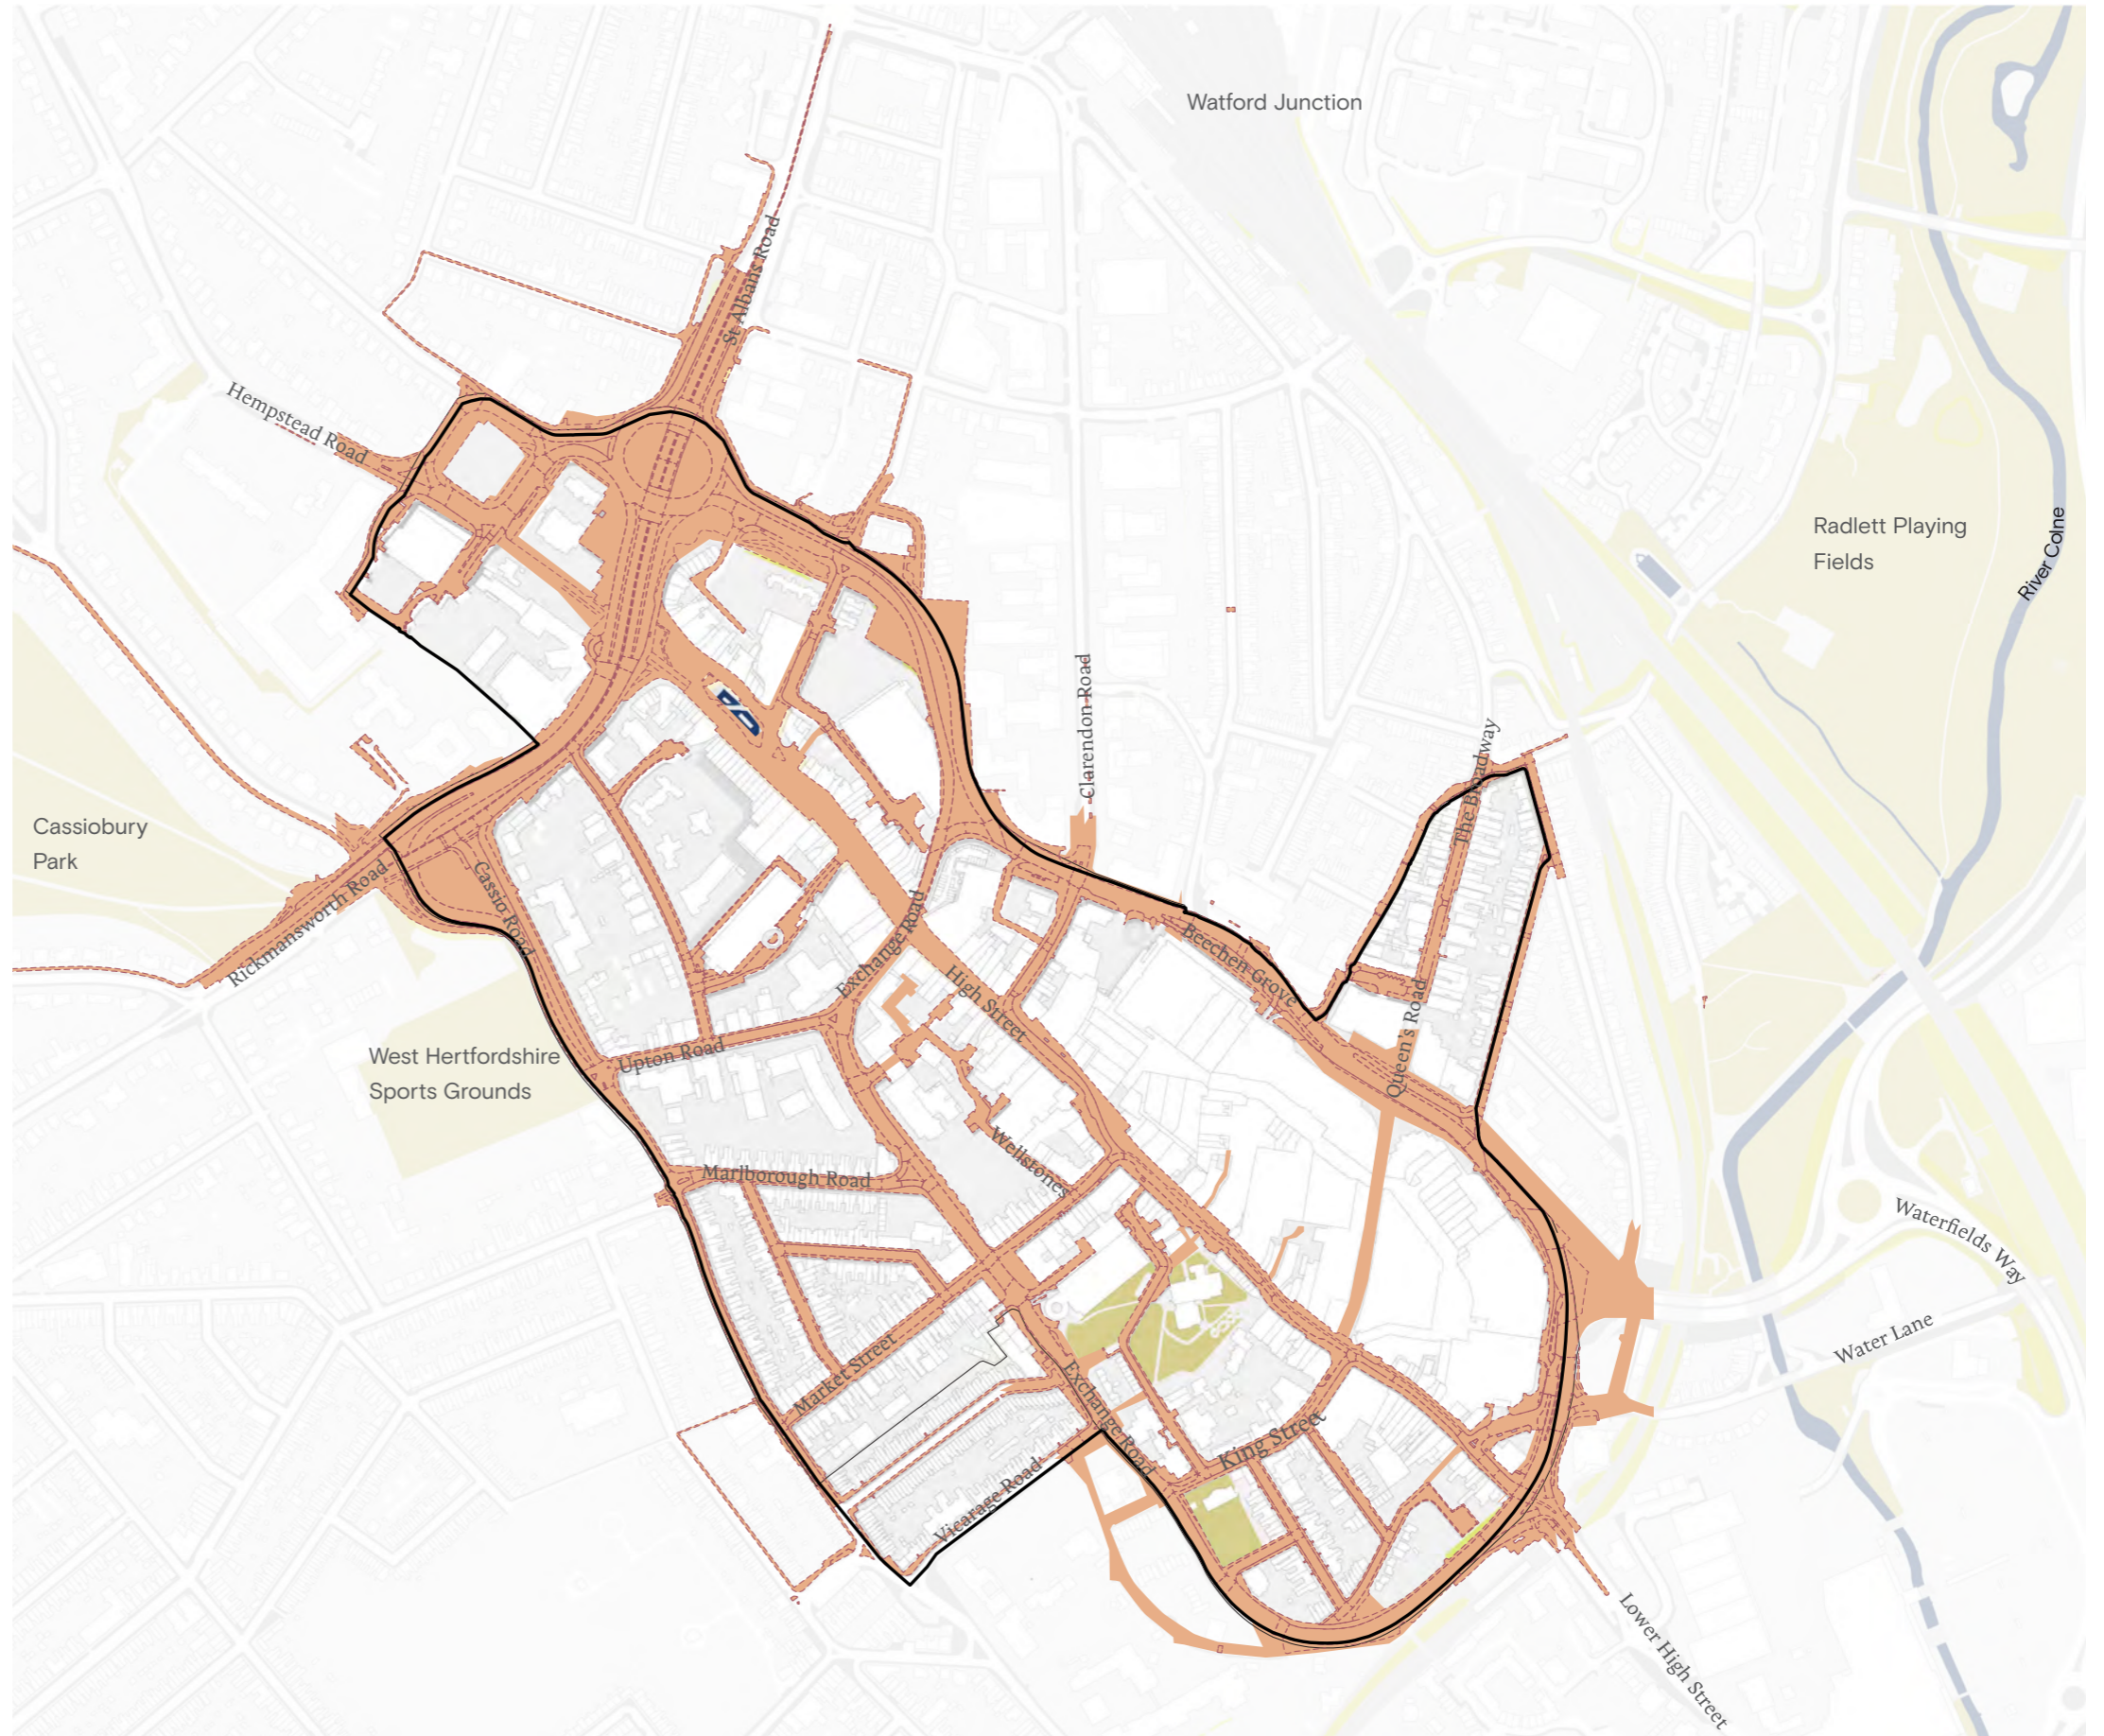 Watford Junction
St Albans Road
Hempstead Road
Radlett Playing
Fields
River Colne
Clarendon Road
The Broadway
Cassiobury
Park
Cassio Road
Rickmansworth Road
Exchange Road
High Street
Beechen Grove
Queen's Road
West Hertfordshire
Sports Grounds
Upton Road
Wellstones
Marlborough Road
Waterfields Way
Water Lane
Market Street
Exchange Road
King Street
Vicarage Road
Lower High Street